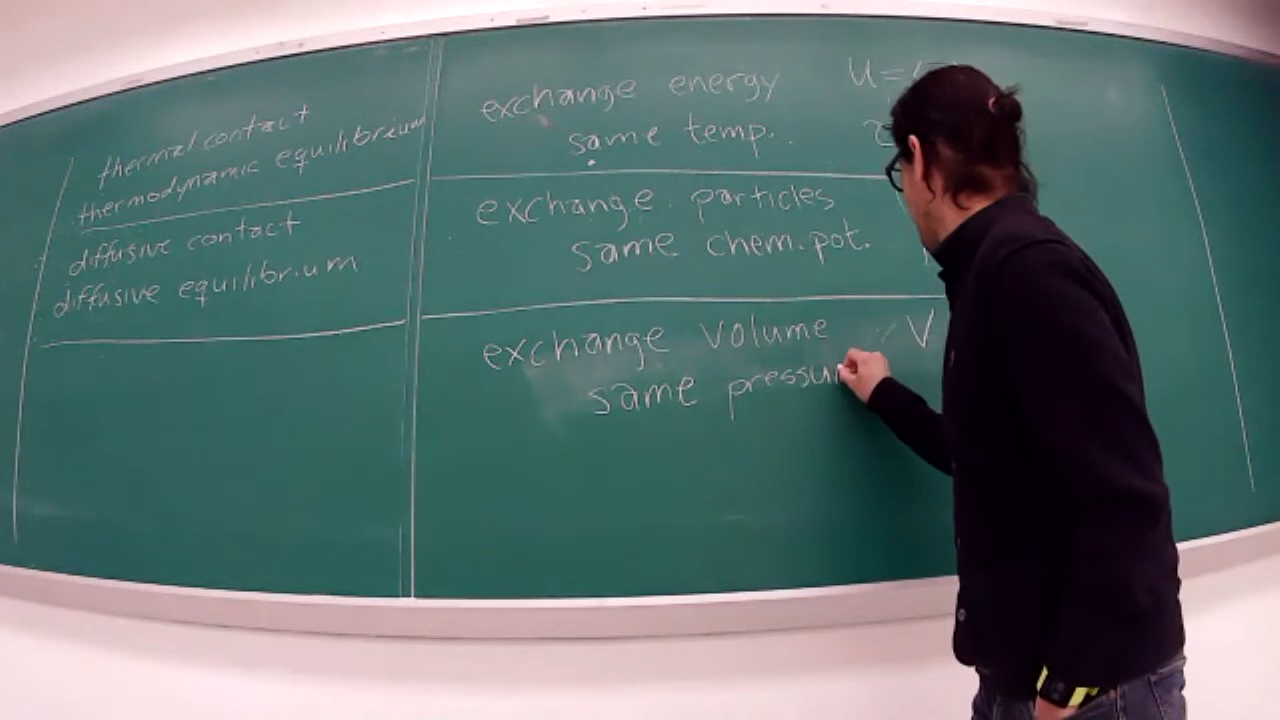 thermal contact
thermodynamic equilibrium
diffusive contact
diffusive equilibrium
exchange energy U=
same temp.
exchange particles
same chem. pot.
exchange volume V
same pressur